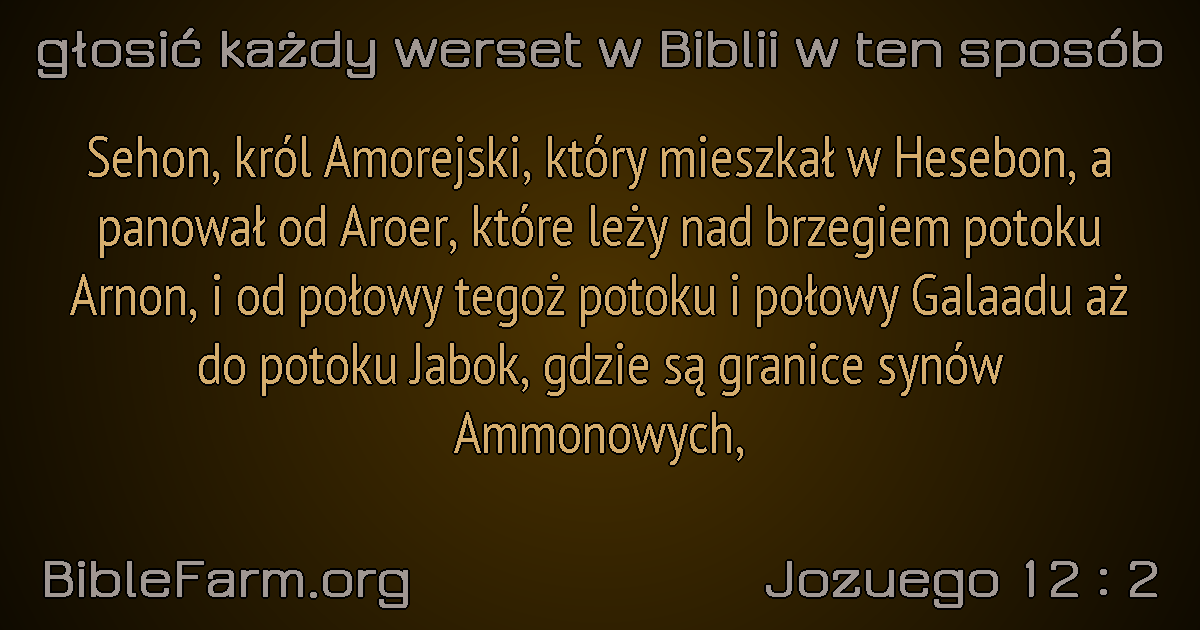 głosić każdy werset w Biblii w ten sposób
Sehon, król Amorejski, który mieszkał w Hesebon, a
panował od Aroer, które leży nad brzegiem potoku
Arnon, i od połowy tegoż potoku i połowy Galaadu aż
do potoku Jabok, gdzie są granice synów
Ammonowych,
BibleFarm.org
Jozuego 12 : 2